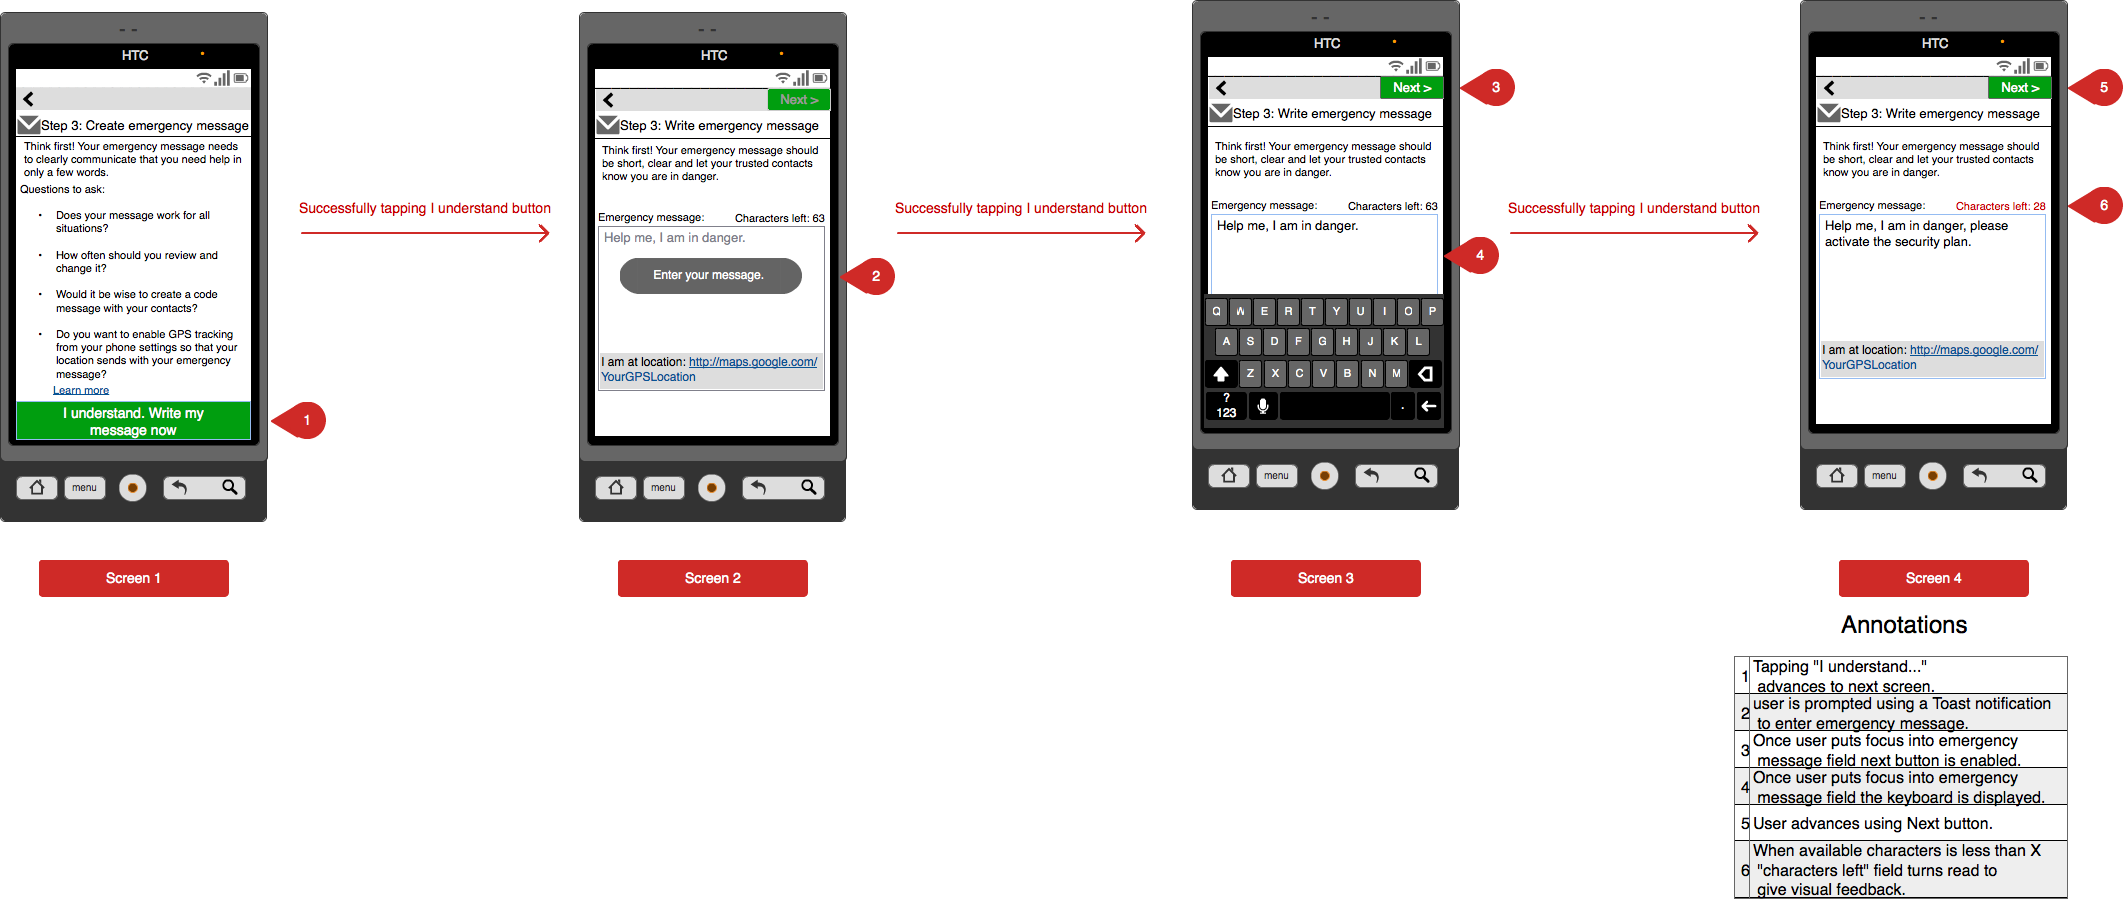 HTC
Step 3: Create emergency message
Think first! Your emergency message needs
to clearly communicate that you need help in
only a few words.
Questions to ask:
• Does your message work for all
situations?
• How often should you review and
change it?
• Would it be wise to create a code
message with your contacts?
• Do you want to enable GPS tracking
from your phone settings so that your
location sends with your emergency
message?
Learn more
I understand. Write my
message now
menu
1
Screen 1
Successfully tapping I understand button
HTC
Next >
Step 3: Write emergency message
Think first! Your emergency message should
be short, clear and let your trusted contacts
know you are in danger.
Emergency message: Characters left: 63
Help me, I am in danger.
Enter your message.
I am at location: http://maps.google.com/
YourGPSLocation
menu
2
Screen 2
Successfully tapping I understand button
HTC
Next >
Step 3: Write emergency message
Think first! Your emergency message should
be short, clear and let your trusted contacts
know you are in danger.
Emergency message: Characters left: 63
Help me, I am in danger.
Q W E R T Y U I O P
A S D F G H J K L
Z X C V B N M
?
123 .
menu
3
4
Screen 3
Successfully tapping I understand button
HTC
Next >
Step 3: Write emergency message
Think first! Your emergency message should
be short, clear and let your trusted contacts
know you are in danger.
Emergency message: Characters left: 28
Help me, I am in danger, please
activate the security plan.
I am at location: http://maps.google.com/
YourGPSLocation
menu
5
6
Screen 4
Annotations
1 Tapping "I understand..."
advances to next screen.
2 user is prompted using a Toast notification
to enter emergency message.
3 Once user puts focus into emergency
message field next button is enabled.
4 Once user puts focus into emergency
message field the keyboard is displayed.
5 User advances using Next button.
6 When available characters is less than X
"characters left" field turns read to
give visual feedback.